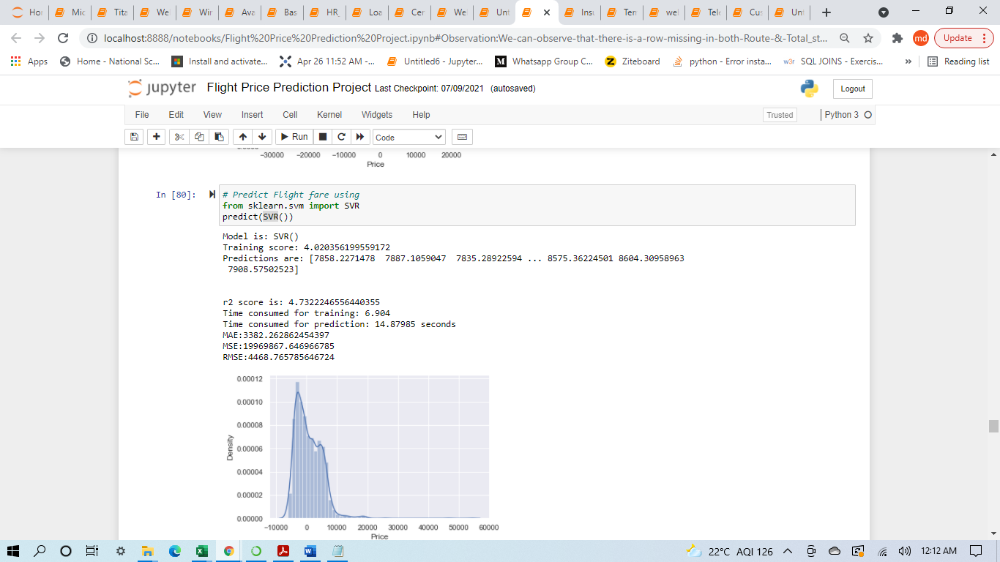 Hor
Mic
Tita
We
Wir
Ava
Bas
HR_
Loa
Cer
We
Unt
Insu
Terr
wel
Tele
Cus
Unt
localhost:8888/notebooks/Flight%20Price%20Prediction%20Project.ipynb#Observation:We-can-observe-that-there-is-a-row-missing-in-both-Route-&-Total_st...
md
Update
Apps
Home - National Sc...
Install and activate...
Apr 26 11:52 AM -...
Untitled6 - Jupyter...
M
Whatsapp Group C...
Z
Ziteboard
python - Error insta...
w3r
SQL JOINS - Exercis...
»
Reading list
jupyter
Flight Price Prediction Project Last Checkpoint: 07/09/2021 (autosaved)
Logout
File
Edit
View
Insert
Cell
Kernel
Widgets
Help
Trusted
Python 3
Run
Code
-30000 -20000 -10000 0 10000 20000
Price
In [80]:
# Predict Flight fare using
from sklearn.svm import SVR
predict(SVR())
Model is: SVR()
Training score: 4.020356199559172
Predictions are: [7858.2271478 7887.1059047 7835.28922594 ... 8575.36224501 8604.30958963
7908.57502523]
r2 score is: 4.7322246556440355
Time consumed for training: 6.904
Time consumed for prediction: 14.87985 seconds
MAE:3382.262862454397
MSE:19969867.646966785
RMSE:4468.765785646724
0.00012
0.00010
0.00008
0.00006
0.00004
0.00002
0.00000
Density
-10000 0 10000 20000 30000 40000 50000 60000
Price
22°C AQI 126
12:12 AM